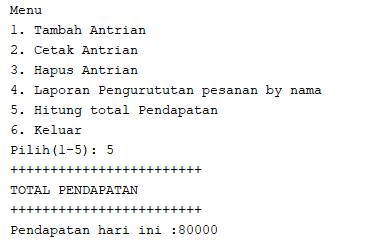 Menu
1. Tambah Antrian
2. Cetak Antrian
3. Hapus Antrian
4. Laporan Pengurututan pesanan by nama
5. Hitung total Pendapatan
6. Keluar
Pilih(1-5): 5
++++++++++++++++++++++++
TOTAL PENDAPATAN
++++++++++++++++++++++++
Pendapatan hari ini :80000